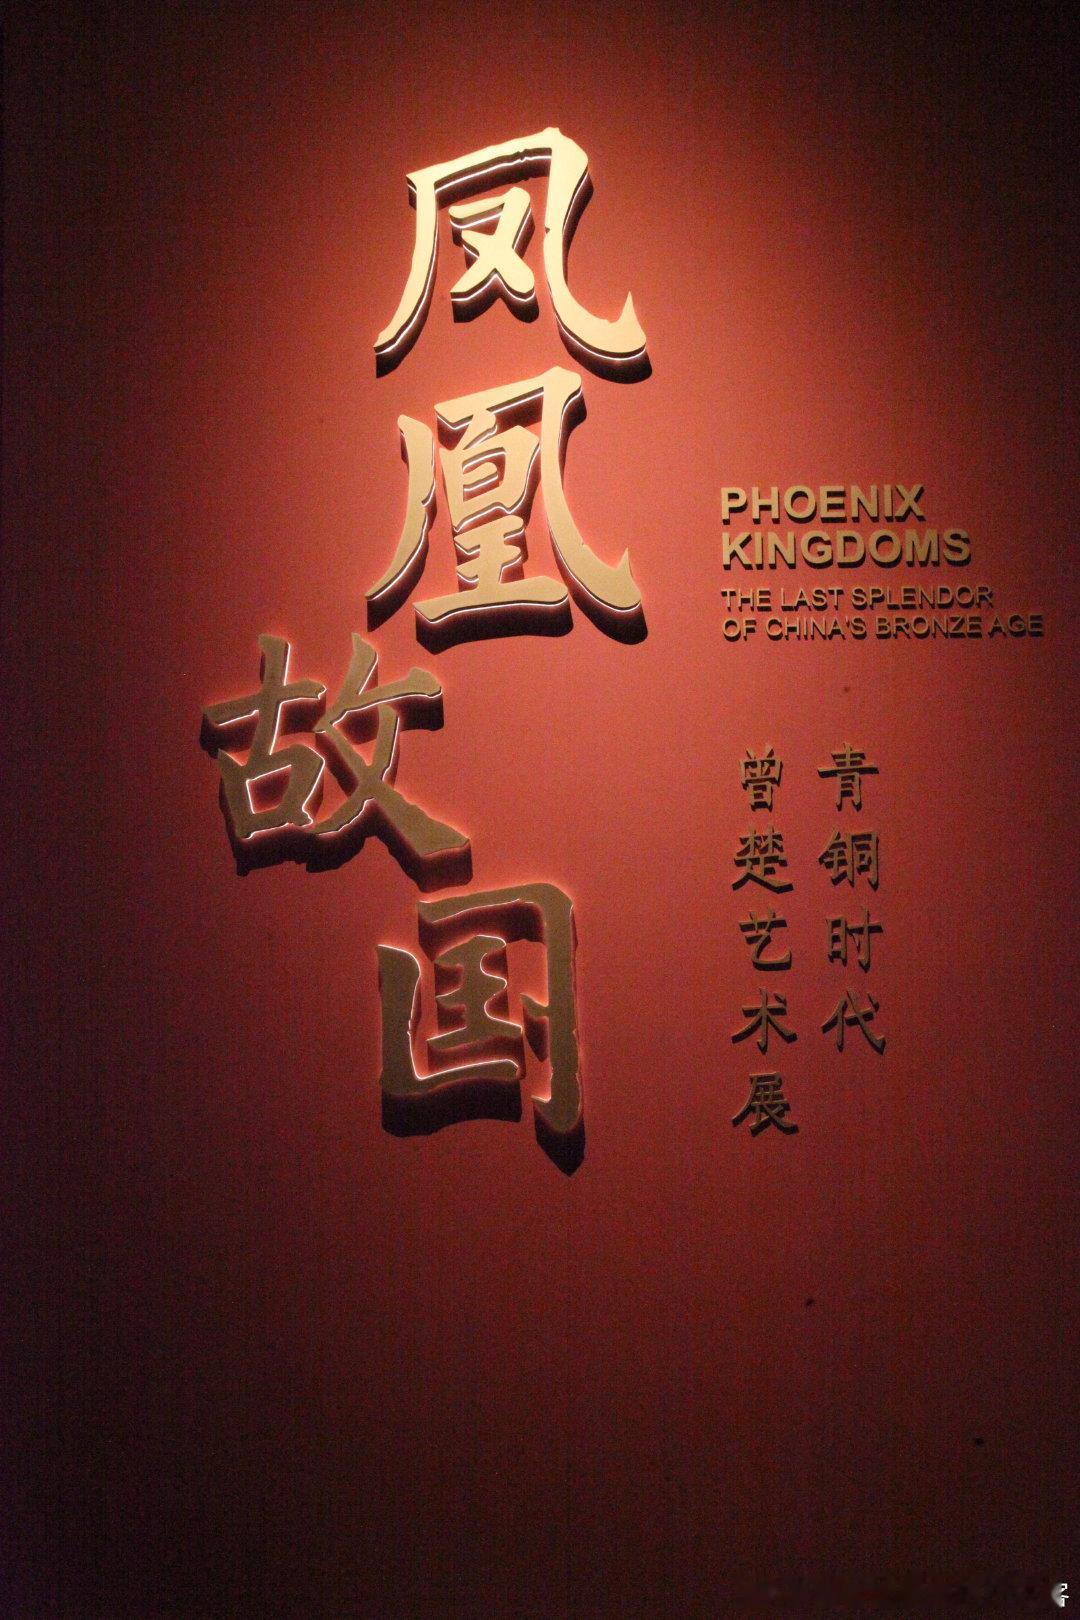 凤凰故国
PHOENIX
KINGDOMS
THE LAST SPLENDOR
OF CHINA'S BRONZE AGE
青铜时代
曾楚艺术展